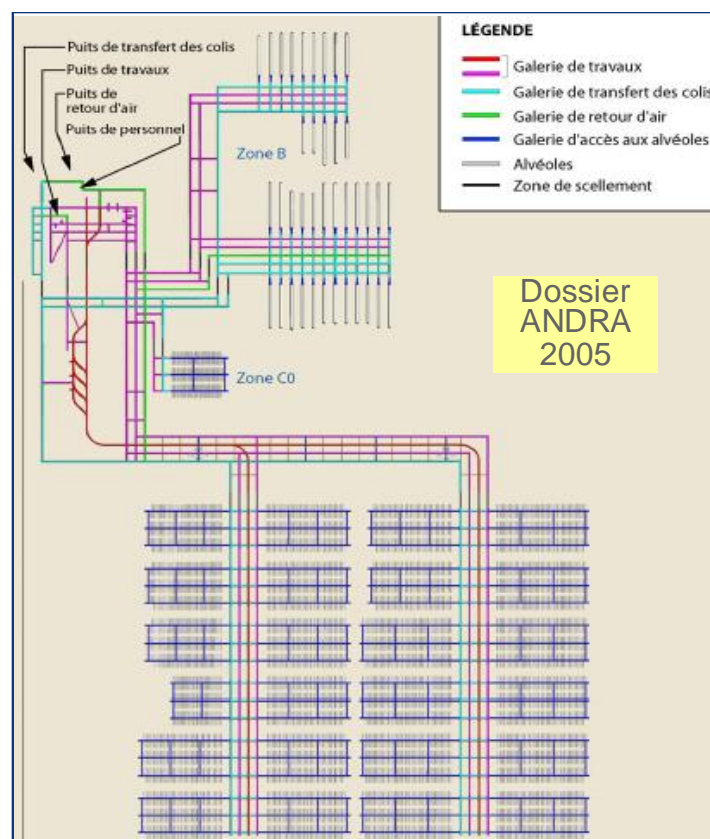 Puits de transfert des colis
Puits de travaux
Puits de
retour d'air
Puits de personnel
Zone B
Zone C0
LÉGENDE
Galerie de travaux
Galerie de transfert des colis
Galerie de retour d'air
Galerie d'accès aux alvéoles
Alvéoles
Zone de scellement
Dossier
ANDRA
2005